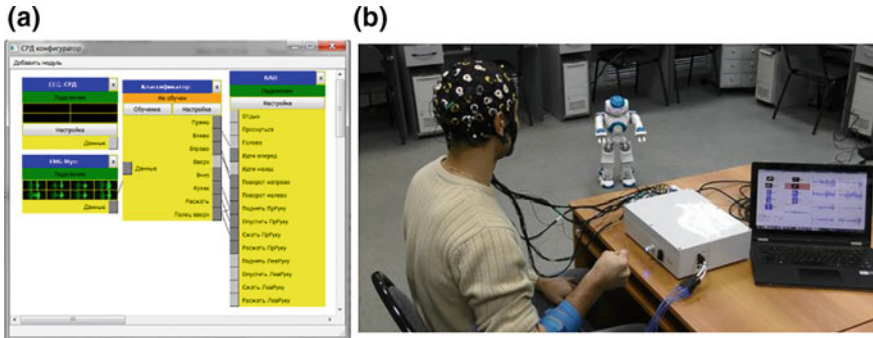 (a)
(b)
СРД конфигуратор
Добавить модуль
EEG: СРД
Подключен
Настройка
Данные
EMG: Myo
Подключен
Данные
Классификатор
Не обучен
Обучение
Настройка
Данные
Прямо
Влево
Вправо
Вверх
Вниз
Кулак
Разжать
Палец вверх
NAO
Подключен
Настройка
Отдых
Проснуться
Голова
Идти вперед
Идти назад
Поворот направо
Поворот налево
Поднять ПрРуку
Опустить ПрРуку
Сжать ПрРуку
Разжать ПрРуку
Поднять ЛевРуку
Опустить ЛевРуку
Сжать ЛевРуку
Разжать ЛевРуку